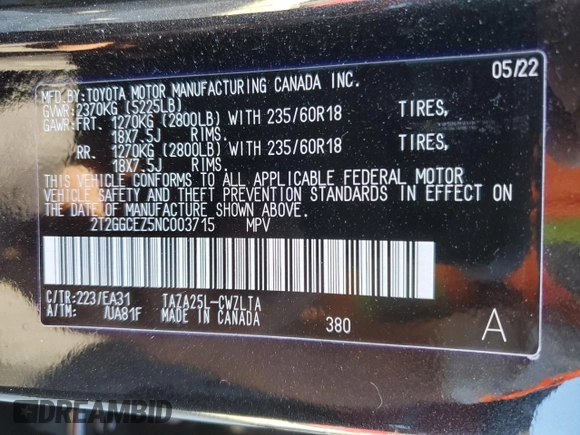 MFD.BY:TOYOTA MOTOR MANUFACTURING CANADA INC. 05/22
GVWR:2370KG (5225LB)
GAWR:FRT. 1270KG (2800LB) WITH 235/60R18 TIRES,
18X7.5J RIMS.
RR. 1270KG (2800LB) WITH 235/60R18 TIRES,
18X7.5J RIMS.
THIS VEHICLE CONFORMS TO ALL APPLICABLE FEDERAL MOTOR
VEHICLE SAFETY AND THEFT PREVENTION STANDARDS IN EFFECT ON
THE DATE OF MANUFACTURE SHOWN ABOVE.
2T2GGCEZ5NC003715 MPV
C/TR:223/EA31 TAZA25L-CWZLTA
A/TM: /UA81F MADE IN CANADA 380 A
DREAMBID